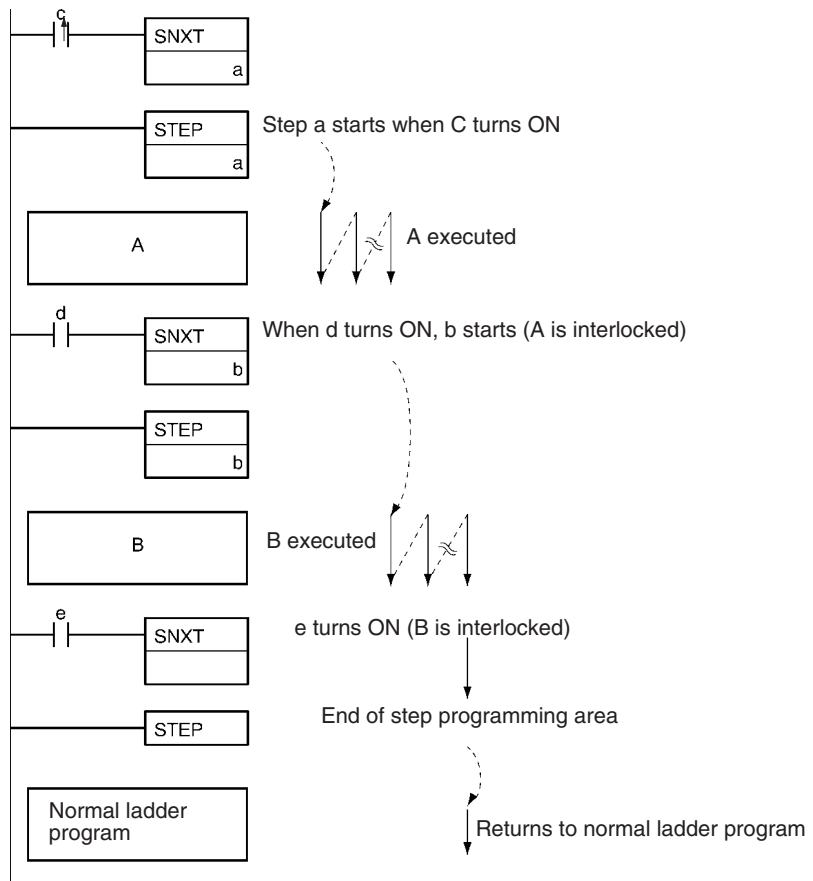 c
SNXT
a
STEP
Step a starts when C turns ON
a
A
A executed
d
SNXT
When d turns ON, b starts (A is interlocked)
b
STEP
b
B
B executed
e
SNXT
e turns ON (B is interlocked)
STEP
End of step programming area
Normal ladder
program
Returns to normal ladder program